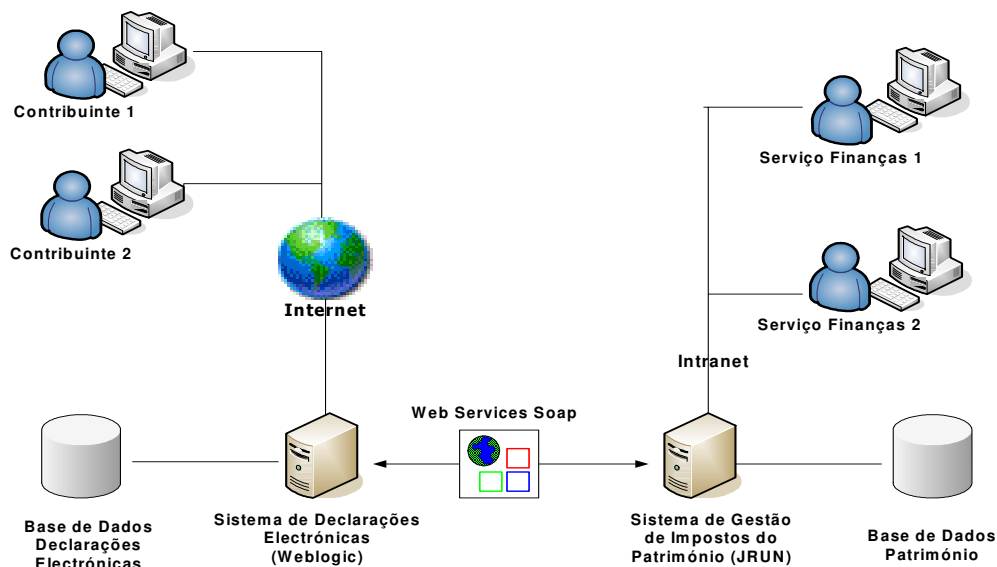 Contribuinte 1
Serviço Finanças 1
Contribuinte 2
Internet
Serviço Finanças 2
Intranet
Web Services Soap
Base de Dados
Declarações
Electrónicas
Sistema de Declarações
Electrónicas
(Weblogic)
Sistema de Gestão
de Impostos do
Património (JRUN)
Base de Dados
Património